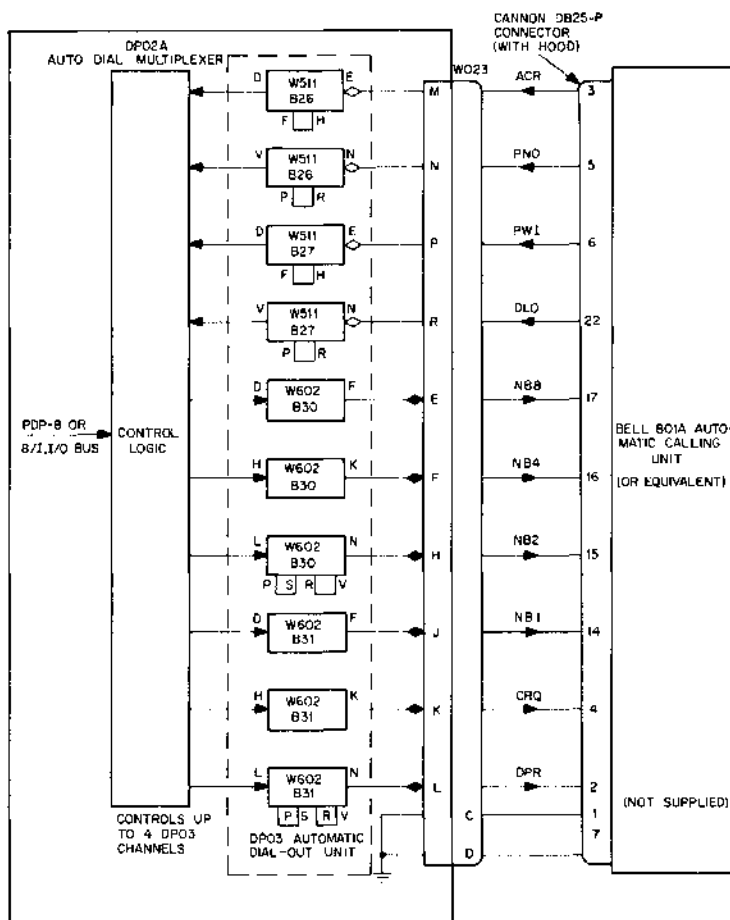 CANNON DB25-P
CONNECTOR
(WITH HOOD)
DP02A
AUTO DIAL MULTIPLEXER
W023
D W511 E M ACR 3
B26
F H
V W511 N N PNO 5
B26
P R
D W511 E P PWI 6
B27
F H
V W511 N R DLO 22
B27
P R
D W602 F E NB8 17
B30
PDP-8 OR
8/I,I/O BUS
CONTROL
LOGIC
BELL 801A AUTO-
MATIC CALLING
UNIT
(OR EQUIVALENT)
H W602 K F NB4 16
B30
L W602 N H NB2 15
B30
P S R V
D W602 F J NB1 14
B31
H W602 K K CRQ 4
B31
L W602 N L DPR 2
B31
P S R V
C 1
7
D
(NOT SUPPLIED)
CONTROLS UP
TO 4 DP03
CHANNELS
DP03 AUTOMATIC
DIAL-OUT UNIT